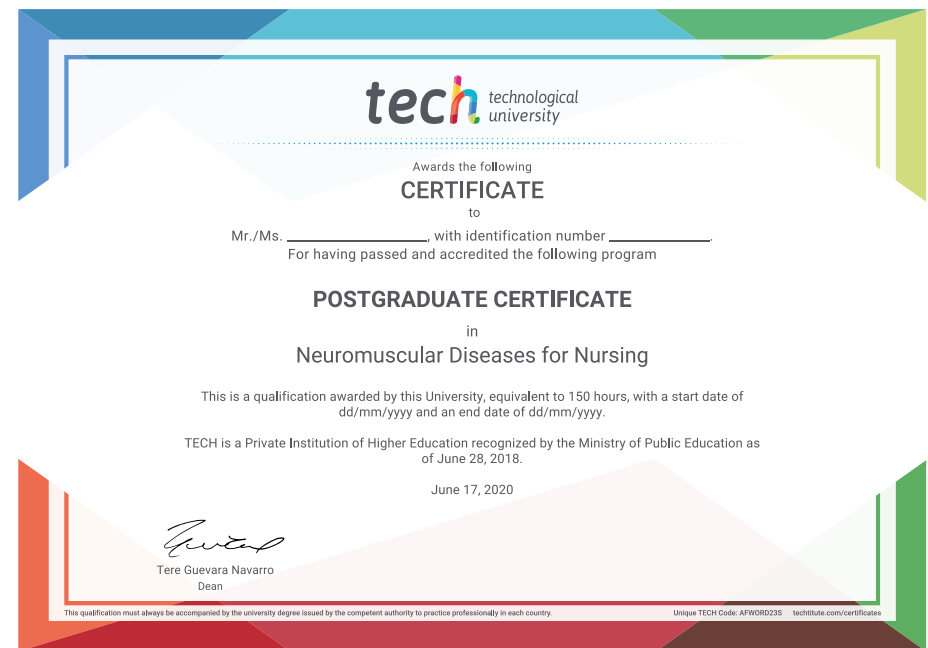 tech technological
university
Awards the following
CERTIFICATE
to
Mr./Ms. ____________, with identification number ____________.
For having passed and accredited the following program
POSTGRADUATE CERTIFICATE
in
Neuromuscular Diseases for Nursing
This is a qualification awarded by this University, equivalent to 150 hours, with a start date of
dd/mm/yyyy and an end date of dd/mm/yyyy.
TECH is a Private Institution of Higher Education recognized by the Ministry of Public Education as
of June 28, 2018.
June 17, 2020
Tere Guevara Navarro
Dean
This qualification must always be accompanied by the university degree issued by the competent authority to practice professionally in each country. Unique TECH Code: AFWORD23S techtitute.com/certificates